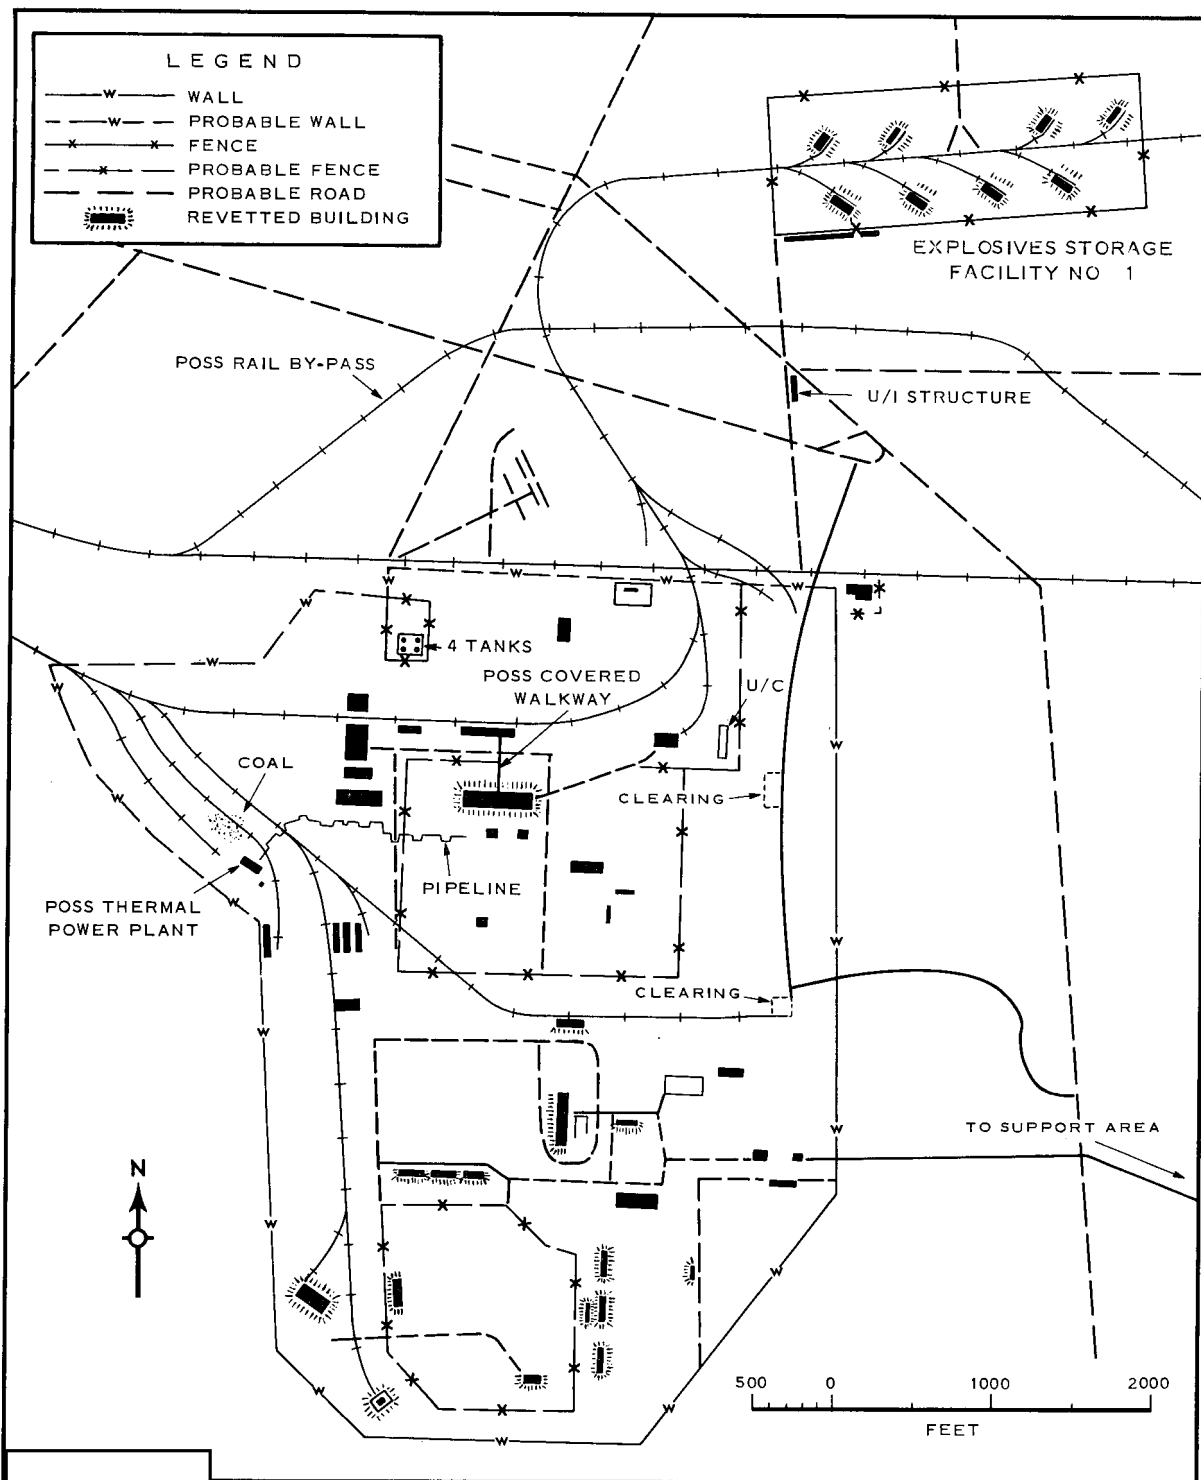 LEGEND
WALL
PROBABLE WALL
FENCE
PROBABLE FENCE
PROBABLE ROAD
REVETTED BUILDING
EXPLOSIVES STORAGE
FACILITY NO 1
POSS RAIL BY-PASS
U/I STRUCTURE
4 TANKS
POSS COVERED
WALKWAY
U/C
COAL
CLEARING
PIPELINE
POSS THERMAL
POWER PLANT
CLEARING
TO SUPPORT AREA
N
500 0 1000 2000
FEET